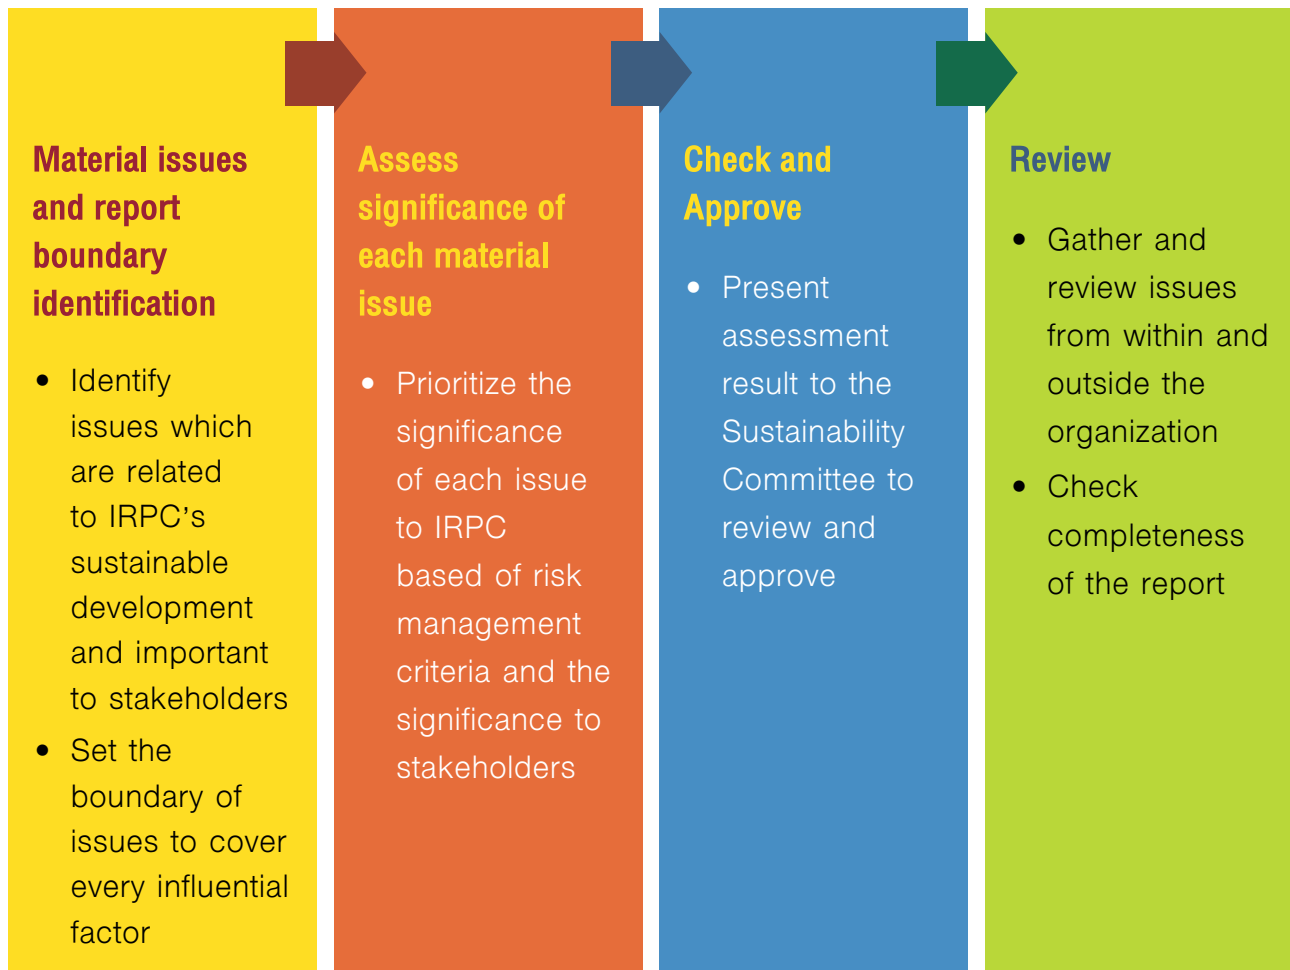 Material issues
and report
boundary
identification
• Identify
issues which
are related
to IRPC's
sustainable
development
and important
to stakeholders
• Set the
boundary of
issues to cover
every influential
factor
Assess
significance of
each material
issue
• Prioritize the
significance
of each issue
to IRPC
based of risk
management
criteria and the
significance to
stakeholders
Check and
Approve
• Present
assessment
result to the
Sustainability
Committee to
review and
approve
Review
• Gather and
review issues
from within and
outside the
organization
• Check
completeness
of the report